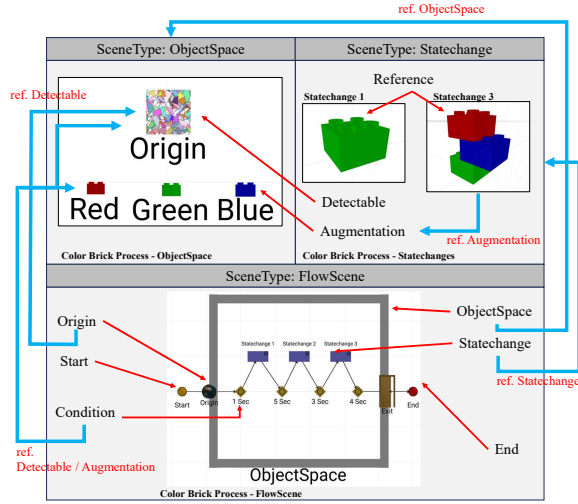 ref. ObjectSpace
SceneType: ObjectSpace
SceneType: Statechange
ref. Detectable
Reference
Statechange 1
Statechange 3
Origin
Red Green Blue
Detectable
Augmentation
ref. Augmentation
Color Brick Process - ObjectSpace
Color Brick Process - Statechanges
SceneType: FlowScene
Origin
Start
Condition
ref.
Detectable / Augmentation
Statechange 1
Statechange 2
Statechange 3
Start
Origin
1 Sec
5 Sec
3 Sec
4 Sec
Exit
End
ObjectSpace
ObjectSpace
Statechange
ref. Statechange
End
Color Brick Process - FlowScene